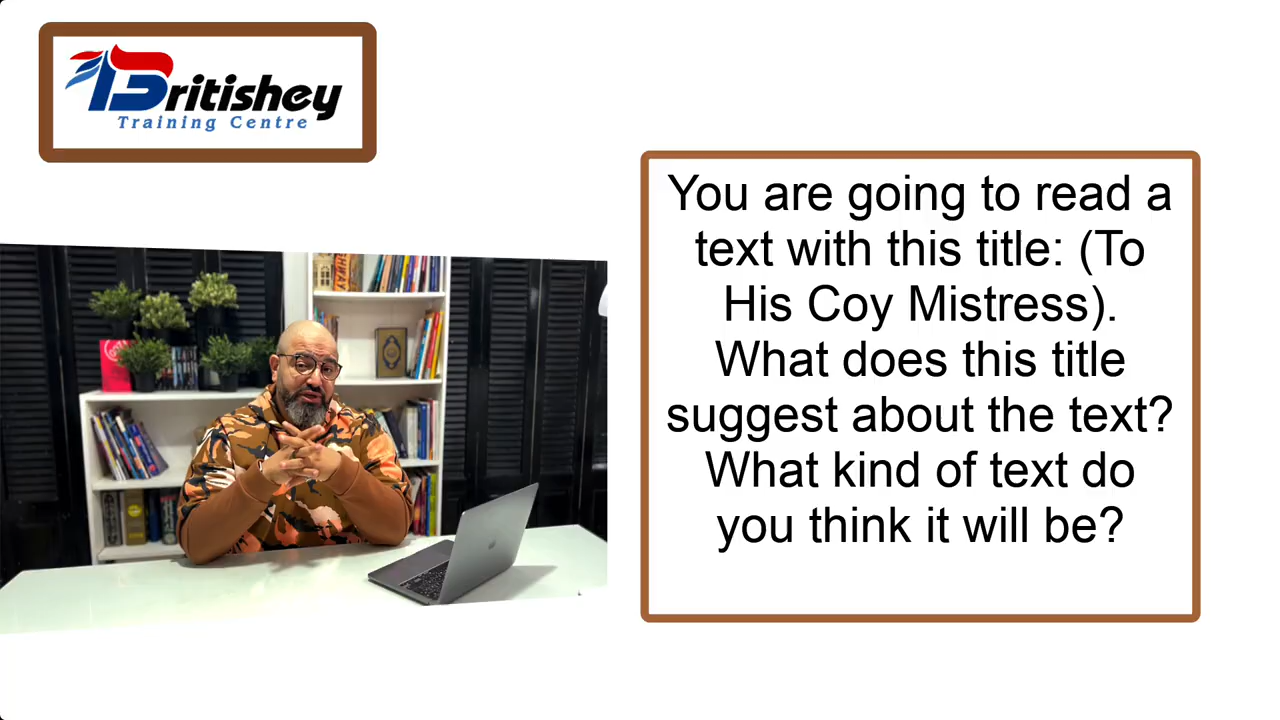 Britishey
Training Centre
You are going to read a
text with this title: (To
His Coy Mistress).
What does this title
suggest about the text?
What kind of text do
you think it will be?